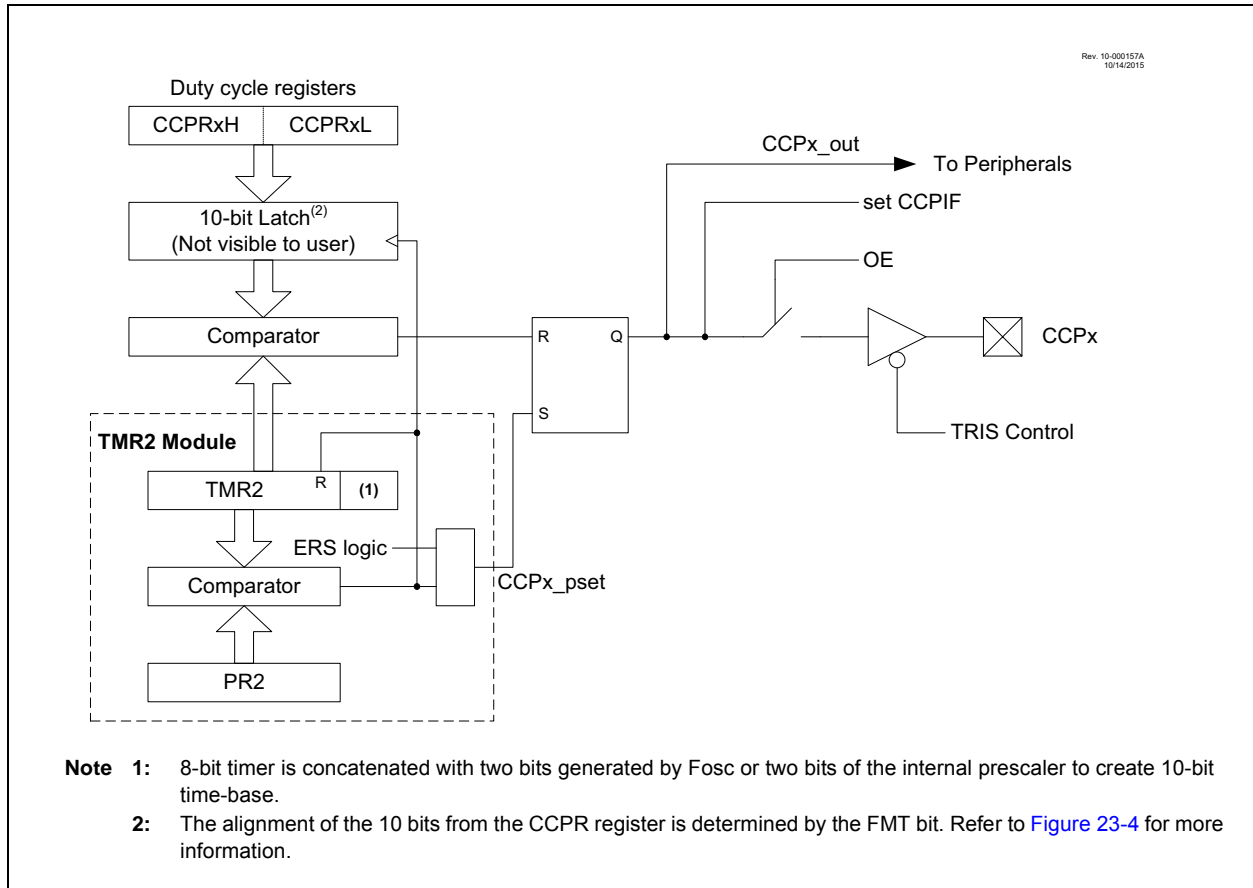 Rev. 10-000157A
10/14/2015
Duty cycle registers
CCPRxH CCPRxL
CCPx_out
To Peripherals
set CCPIF
10-bit Latch(2)
(Not visible to user)
OE
Comparator
R Q
CCPx
S
TRIS Control
TMR2 Module
TMR2 R (1)
ERS logic
CCPx_pset
Comparator
PR2
Note 1: 8-bit timer is concatenated with two bits generated by Fosc or two bits of the internal prescaler to create 10-bit
time-base.
2: The alignment of the 10 bits from the CCPR register is determined by the FMT bit. Refer to Figure 23-4 for more
information.